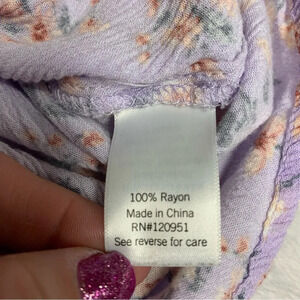 100% Rayon
Made in China
RN#120951
See reverse for care